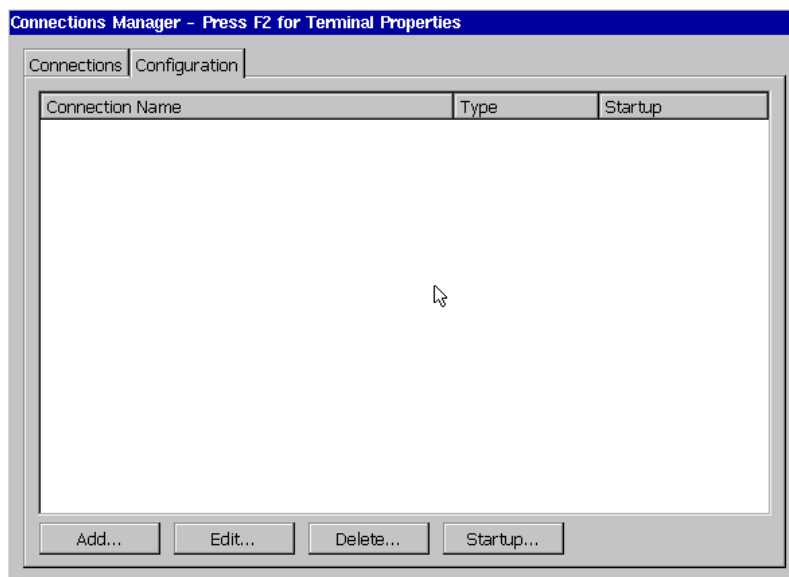 Connections Manager - Press F2 for Terminal Properties
Connections Configuration
Connection Name Type Startup
Add... Edit... Delete... Startup...